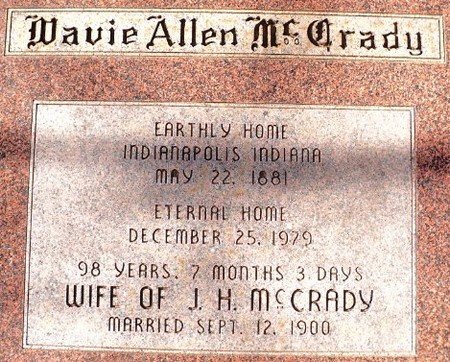 Wavie Allen McCrady
EARTHLY HOME
INDIANAPOLIS INDIANA
MAY 22, 1881
ETERNAL HOME
DECEMBER 25, 1979
98 YEARS, 7 MONTHS 3 DAYS
WIFE OF J. H. McCRADY
MARRIED SEPT. 12, 1900